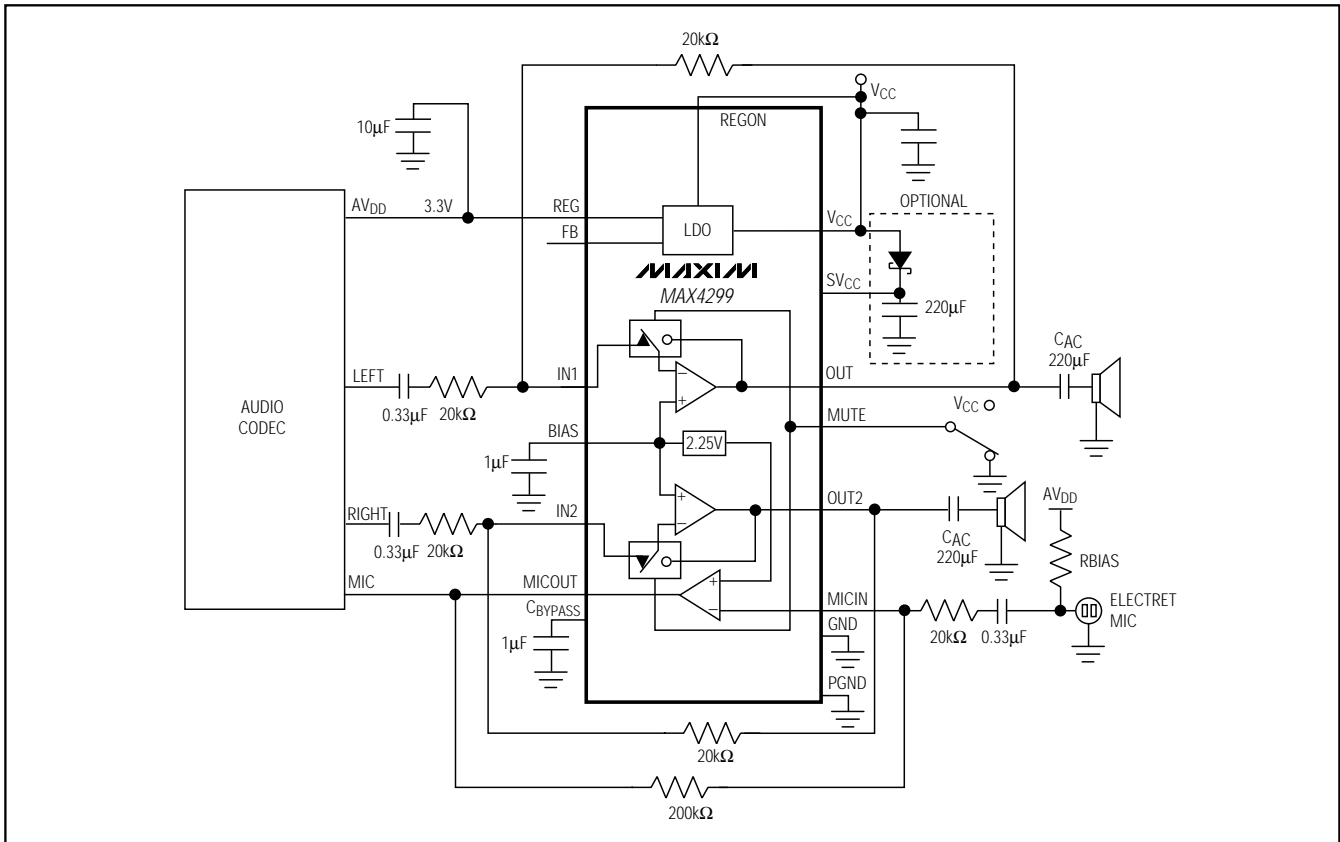 20kΩ
VCC
REGON
10µF
OPTIONAL
AVDD 3.3V
REG
LDO
VCC
FB
MAXIM
MAX4299
SVCC
220µF
CAC
220µF
LEFT
IN1
−
OUT
0.33µF 20kΩ
+
VCC
AUDIO
CODEC
MUTE
BIAS
2.25V
1µF
AVDD
+
OUT2
RIGHT
IN2
−
CAC
220µF
0.33µF 20kΩ
RBIAS
MIC
MICOUT
+
MICIN
−
ELECTRET
MIC
CBYPASS
GND
20kΩ 0.33µF
1µF
PGND
20kΩ
200kΩ